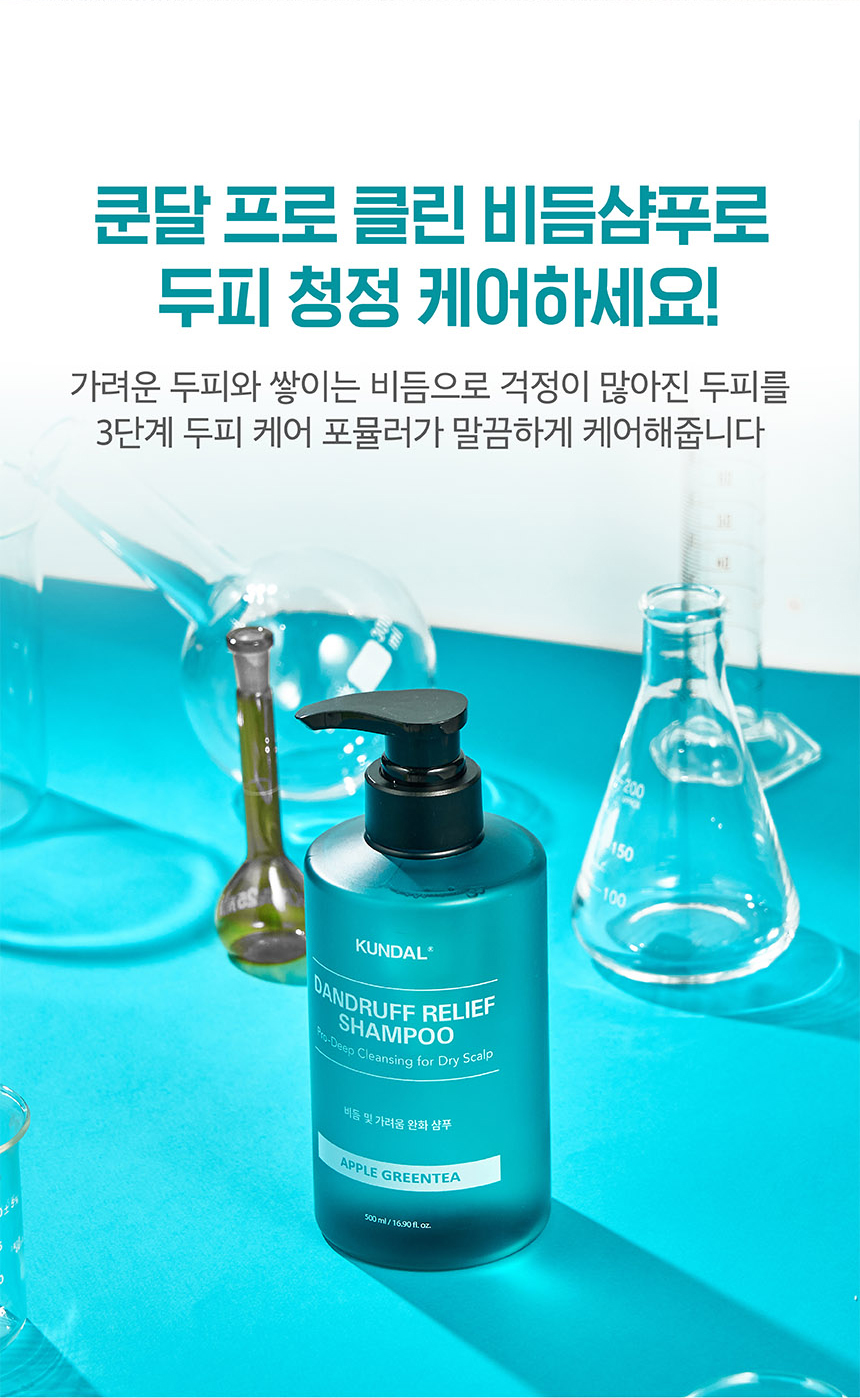 쿤달 프로 클린 비듬샴푸로
두피 청정 케어하세요!
가려운 두피와 쌓이는 비듬으로 걱정이 많아진 두피를
3단계 두피 케어 포뮬러가 말끔하게 케어해줍니다
200
150
100
KUNDAL®
DANDRUFF RELIEF
SHAMPOO
Pro-Deep Cleansing for Dry Scalp
비듬 및 가려움 완화 샴푸
APPLE GREENTEA
500 ml / 16.90 fl. oz.